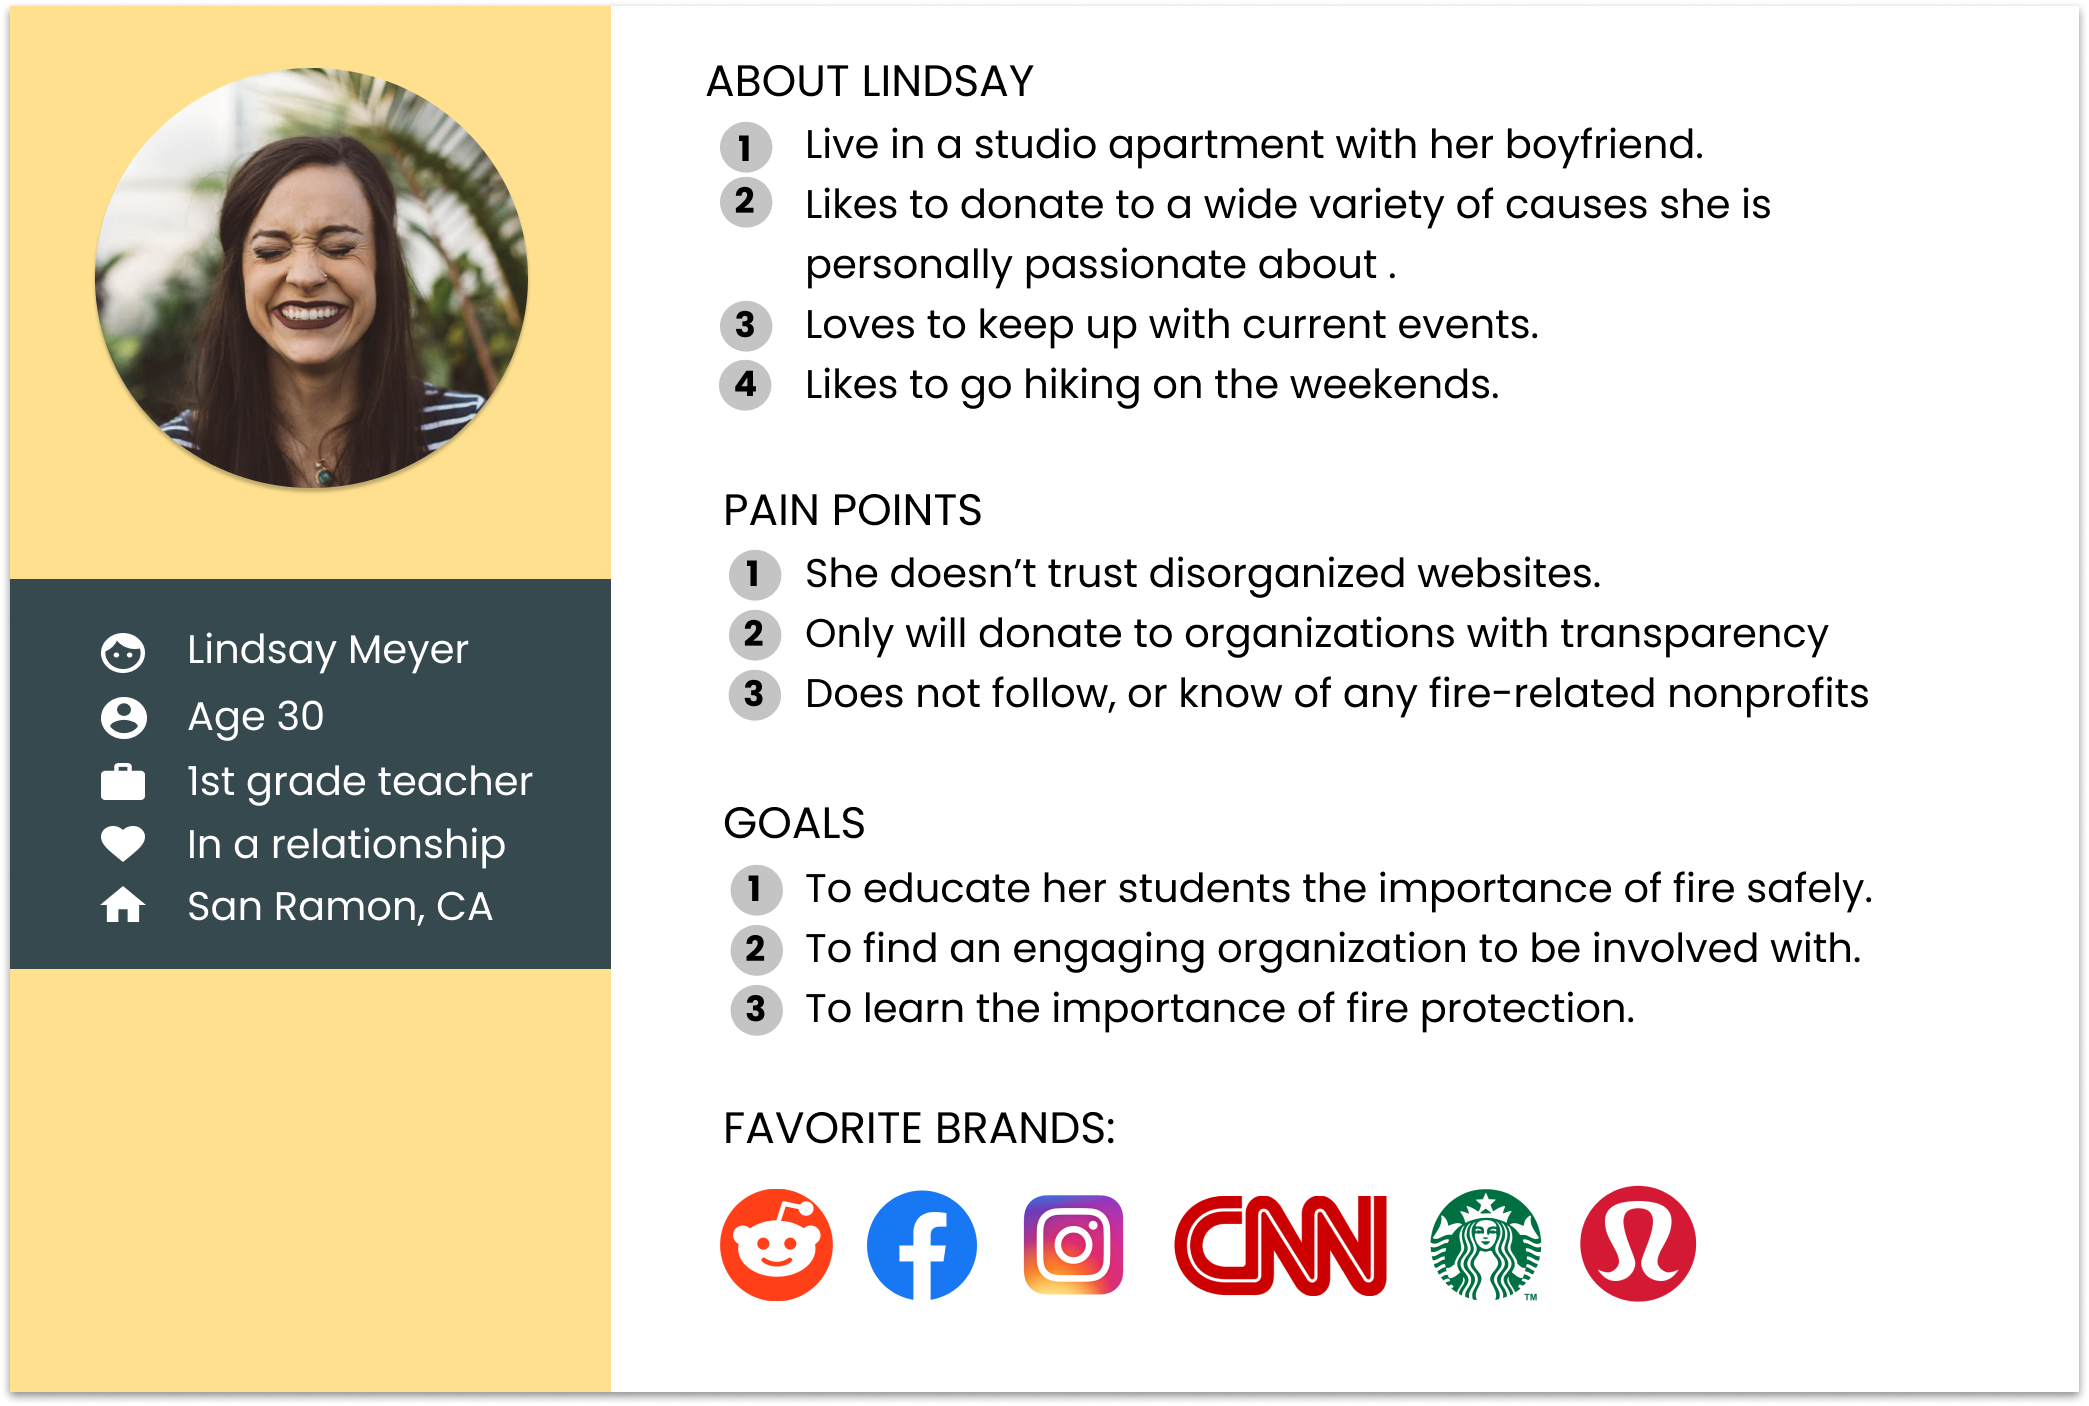 Lindsay Meyer
Age 30
1st grade teacher
In a relationship
San Ramon, CA
ABOUT LINDSAY
1 Live in a studio apartment with her boyfriend.
2 Likes to donate to a wide variety of causes she is
personally passionate about .
3 Loves to keep up with current events.
4 Likes to go hiking on the weekends.
PAIN POINTS
1 She doesn’t trust disorganized websites.
2 Only will donate to organizations with transparency
3 Does not follow, or know of any fire-related nonprofits
GOALS
1 To educate her students the importance of fire safely.
2 To find an engaging organization to be involved with.
3 To learn the importance of fire protection.
FAVORITE BRANDS:
f CNN TM